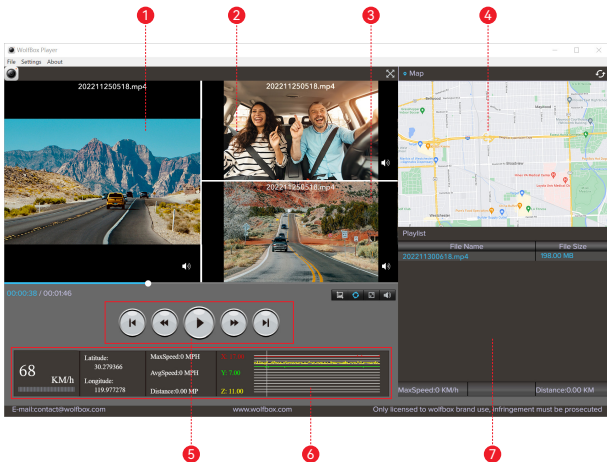 1 2 3 4
Wolfbox Player
File Settings About
Map
202211250518.mp4
202211250518.mp4
202211250518.mp4
Playlist
File Name File Size
202211300618.mp4 198.00 MB
00:00:38 / 00:01:46
68 KM/h
Latitude:
30.279366
Longitude:
119.977278
MaxSpeed:0 MPH
AvgSpeed:0 MPH
Distance:0.00 MP
Y: 7.00
Z: 11.00
MaxSpeed:0 KM/h Distance:0.00 KM
E-mail:contact@wolfbox.com www.wolfbox.com Only licensed to wolfbox brand use, infringement must be prosecuted
5 6 7